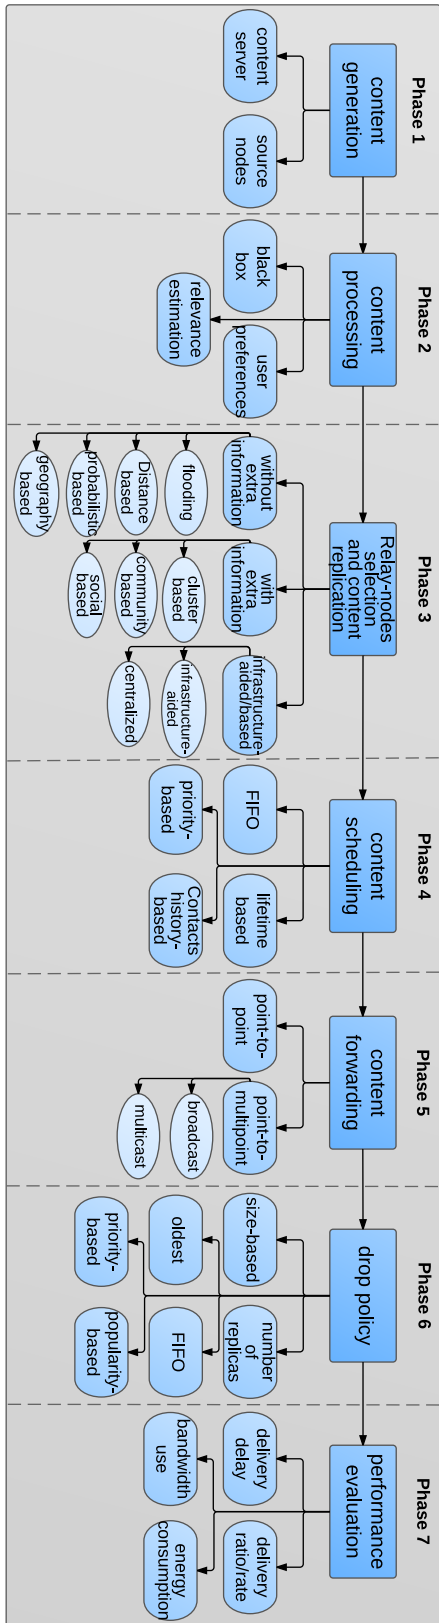 Phase 1
content
generation
content
server
source
nodes
Phase 2
content
processing
black
box
user
preferences
relevance
estimation
Phase 3
Relay-nodes
selection
and content
replication
without
extra
information
flooding
Distance
based
probabilistic
based
geography
based
with
extra
information
cluster
based
community
based
social
based
infrastructure-
aided/based
infrastructure-
aided
centralized
Phase 4
content
scheduling
FIFO
lifetime
based
priority-
based
Contacts
history-
based
Phase 5
content
forwarding
point-to-
point
point-to-
multipoint
broadcast
multicast
Phase 6
drop policy
size-based
number
of
replicas
oldest
FIFO
priority-
based
popularity-
based
Phase 7
performance
evaluation
delivery
delay
delivery
ratio/rate
bandwidth
use
energy
consumption